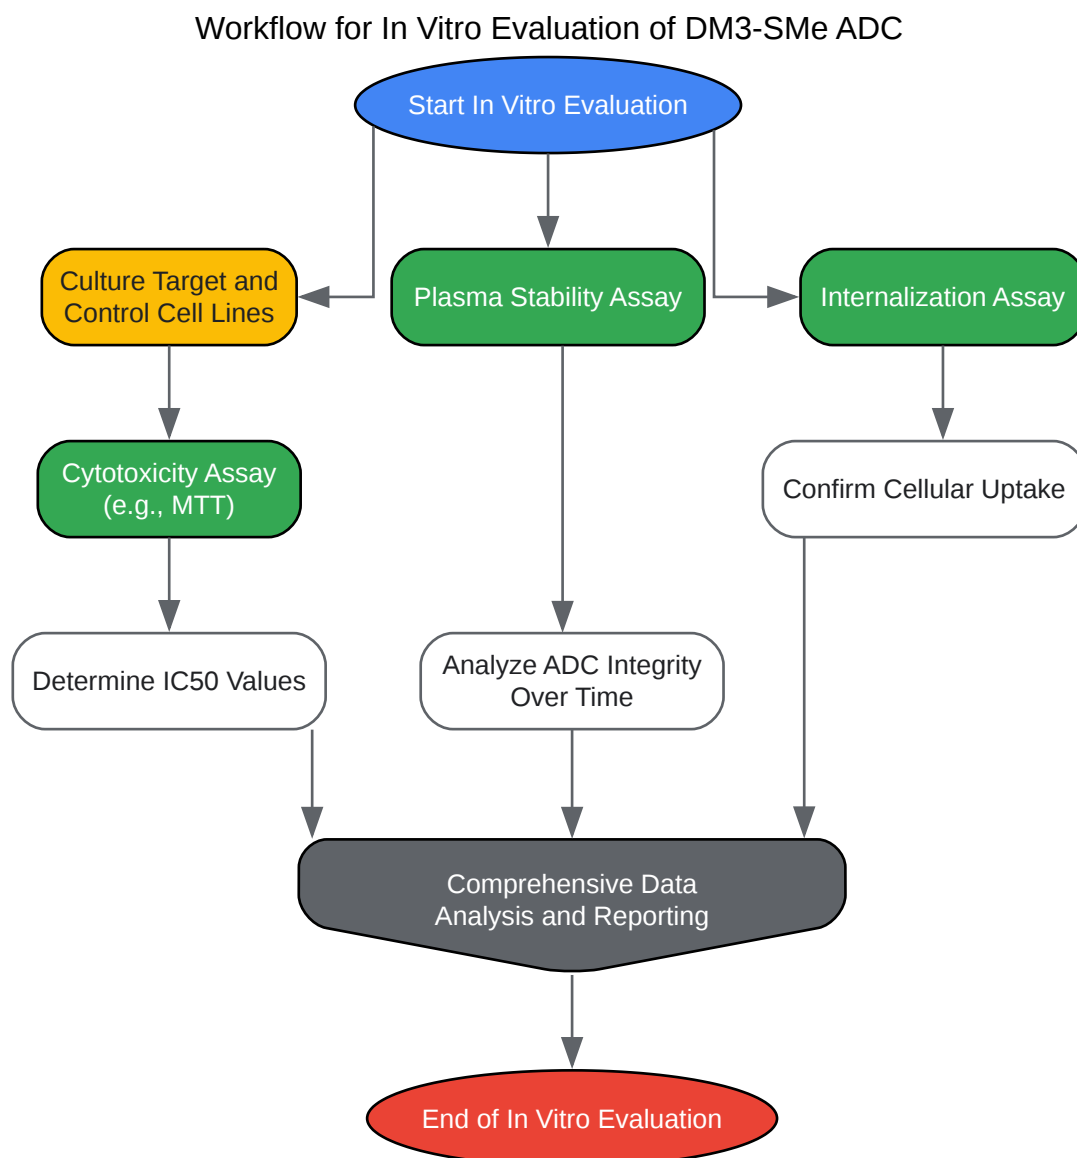 Workflow for In Vitro Evaluation of DM3-SMe ADC
Start In Vitro Evaluation
Culture Target and
Control Cell Lines
Plasma Stability Assay
Internalization Assay
Cytotoxicity Assay
(e.g., MTT)
Confirm Cellular Uptake
Determine IC50 Values
Analyze ADC Integrity
Over Time
Comprehensive Data
Analysis and Reporting
End of In Vitro Evaluation